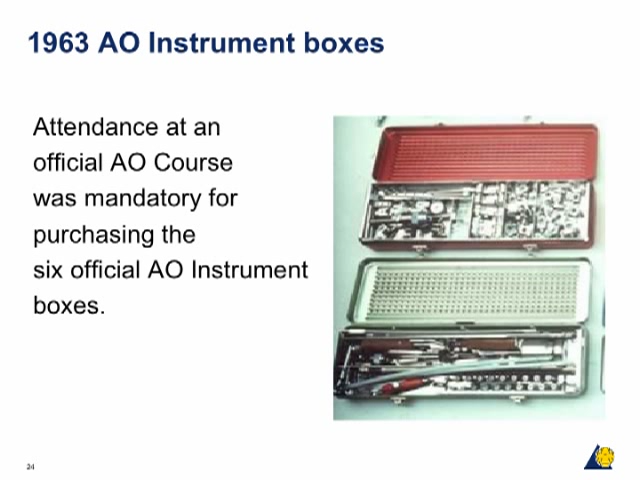 1963 AO Instrument boxes
Attendance at an
official AO Course
was mandatory for
purchasing the
six official AO Instrument
boxes.
24